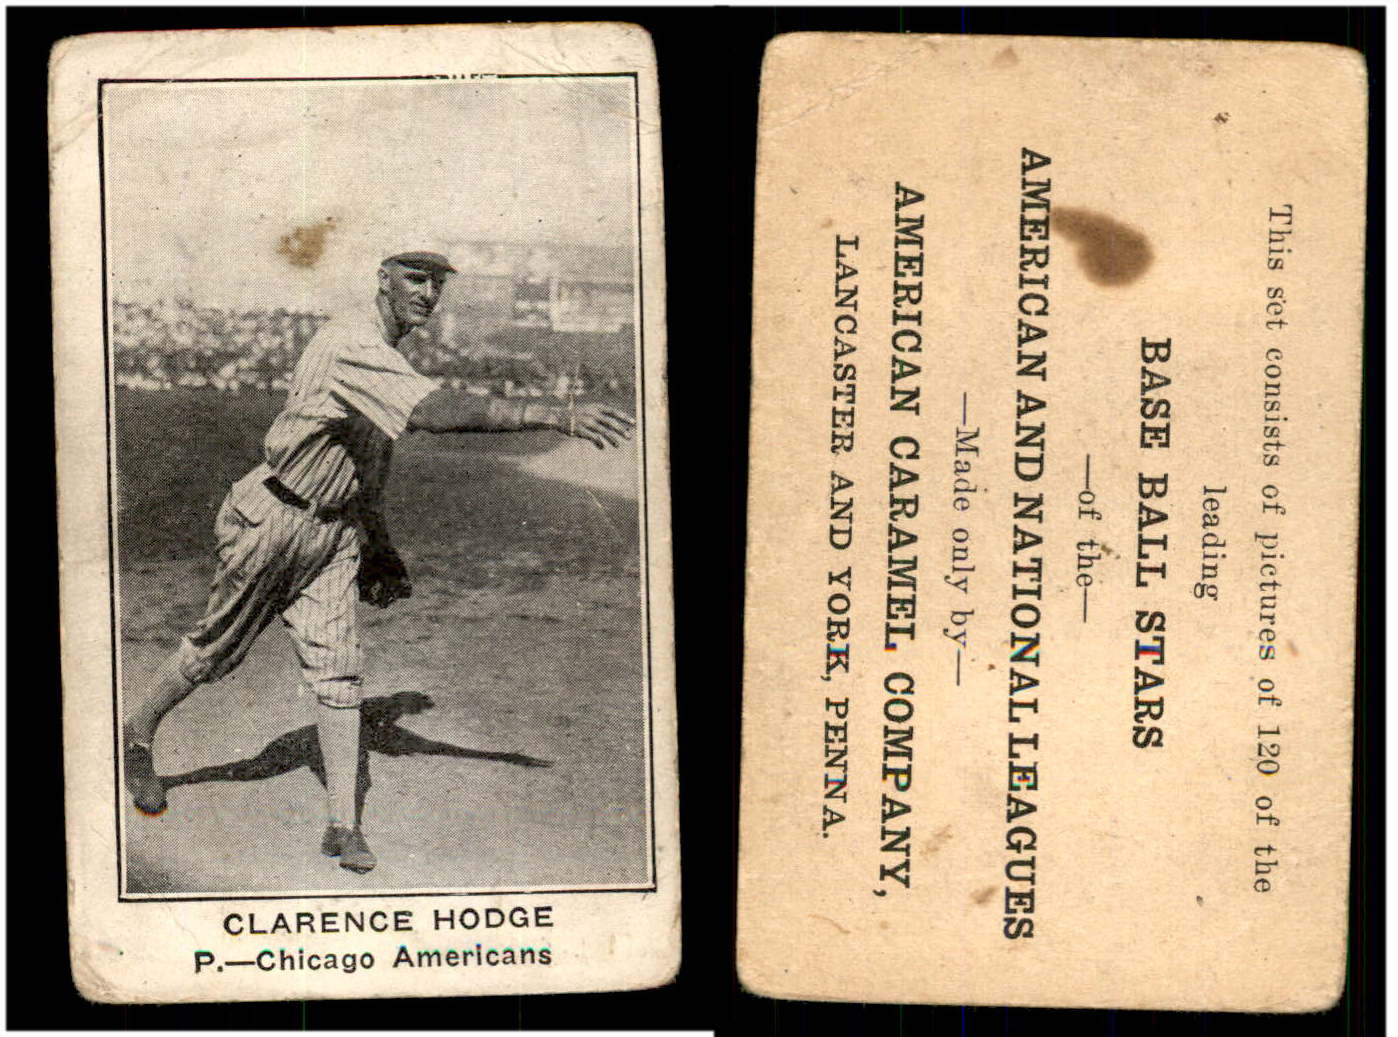 CLARENCE HODGE
P.—Chicago Americans
This set consists of pictures of 120 of the
leading
BASE BALL STARS
—of the—
AMERICAN AND NATIONAL LEAGUES
—Made only by—
AMERICAN CARAMEL COMPANY,
LANCASTER AND YORK, PENNA.